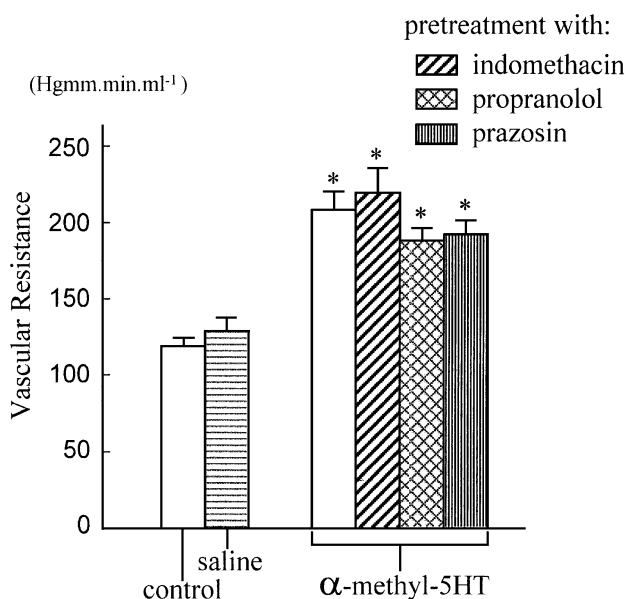 pretreatment with:
indomethacin
propranolol
prazosin
(Hgmm.min.ml⁻¹)
Vascular Resistance
250
200
150
100
50
0
* * * *
saline
control
α-methyl-5HT